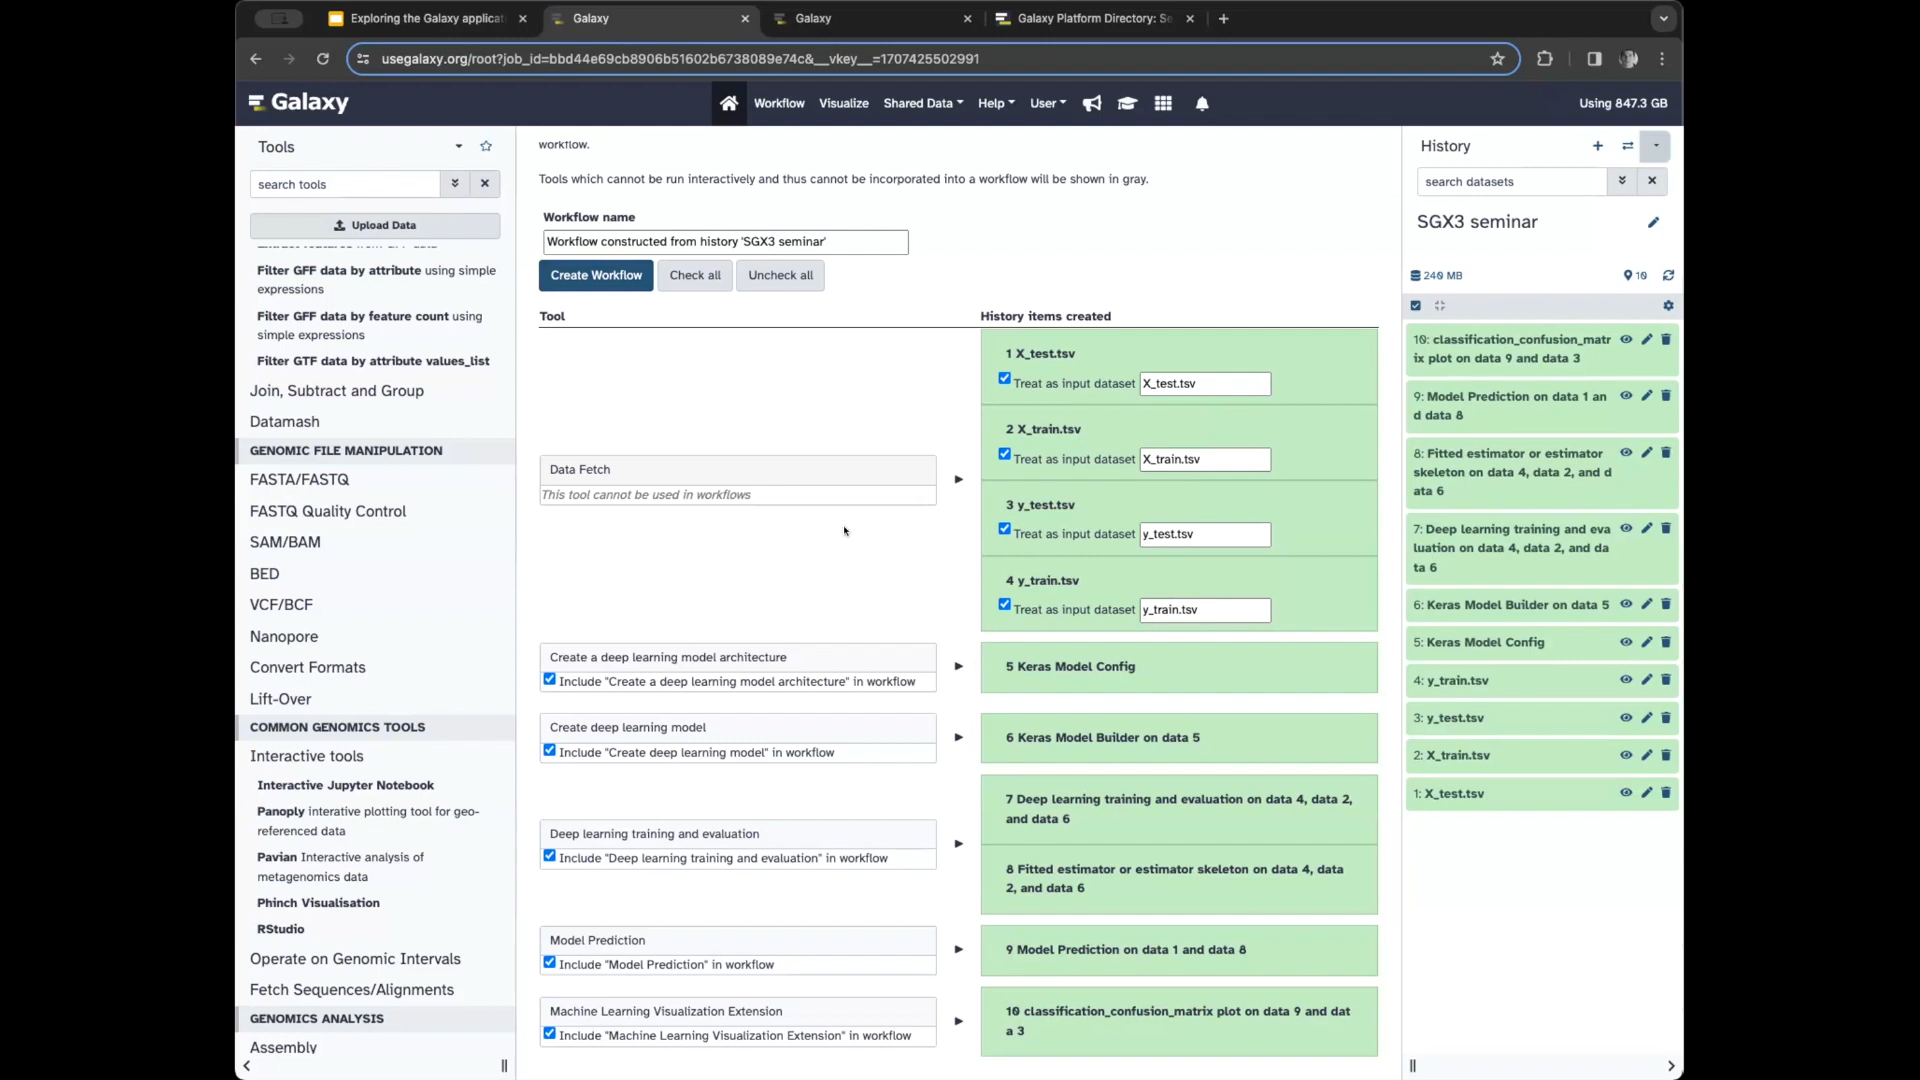 Exploring the Galaxy applicat
Galaxy
Galaxy
Galaxy Platform Directory: Se
usegalaxy.org/root?job_id=bbd44e69cb8906b51602b6738089e74c&__vkey__=1707425502991
Galaxy
Workflow
Visualize
Shared Data
Help
User
Using 847.3 GB
Tools
search tools
Upload Data
Filter GFF data by attribute using simple
expressions
Filter GFF data by feature count using
simple expressions
Filter GTF data by attribute values_list
Join, Subtract and Group
Datamash
GENOMIC FILE MANIPULATION
FASTA/FASTQ
FASTQ Quality Control
SAM/BAM
BED
VCF/BCF
Nanopore
Convert Formats
Lift-Over
COMMON GENOMICS TOOLS
Interactive tools
Interactive Jupyter Notebook
Panoply interative plotting tool for geo-
referenced data
Pavian Interactive analysis of
metagenomics data
Phinch Visualisation
RStudio
Operate on Genomic Intervals
Fetch Sequences/Alignments
GENOMICS ANALYSIS
Assembly
workflow.
Tools which cannot be run interactively and thus cannot be incorporated into a workflow will be shown in gray.
Workflow name
Workflow constructed from history 'SGX3 seminar'
Create Workflow
Check all
Uncheck all
Tool
History items created
Data Fetch
This tool cannot be used in workflows
1 X_test.tsv
Treat as input dataset X_test.tsv
2 X_train.tsv
Treat as input dataset X_train.tsv
3 y_test.tsv
Treat as input dataset y_test.tsv
4 y_train.tsv
Treat as input dataset y_train.tsv
Create a deep learning model architecture
Include "Create a deep learning model architecture" in workflow
5 Keras Model Config
Create deep learning model
Include "Create deep learning model" in workflow
6 Keras Model Builder on data 5
Deep learning training and evaluation
Include "Deep learning training and evaluation" in workflow
7 Deep learning training and evaluation on data 4, data 2,
and data 6
8 Fitted estimator or estimator skeleton on data 4, data
2, and data 6
Model Prediction
Include "Model Prediction" in workflow
9 Model Prediction on data 1 and data 8
Machine Learning Visualization Extension
Include "Machine Learning Visualization Extension" in workflow
10 classification_confusion_matrix plot on data 9 and dat
a 3
History
search datasets
SGX3 seminar
240 MB
10
10: classification_confusion_matr
ix plot on data 9 and data 3
9: Model Prediction on data 1 an
d data 8
8: Fitted estimator or estimator
skeleton on data 4, data 2, and d
ata 6
7: Deep learning training and eva
luation on data 4, data 2, and da
ta 6
6: Keras Model Builder on data 5
5: Keras Model Config
4: y_train.tsv
3: y_test.tsv
2: X_train.tsv
1: X_test.tsv